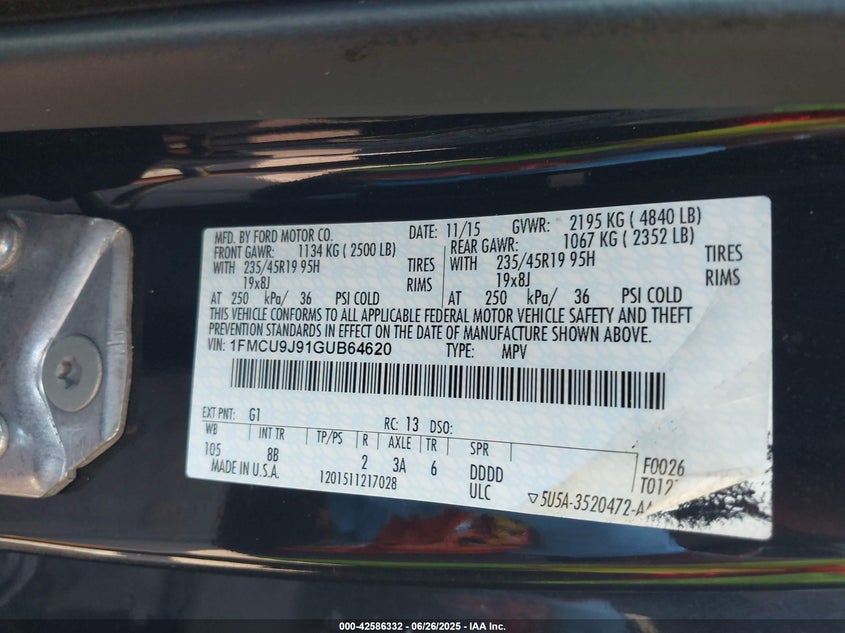 MFD. BY FORD MOTOR CO. DATE: 11/15 GVWR: 2195 KG ( 4840 LB)
FRONT GAWR: 1134 KG ( 2500 LB) REAR GAWR: 1067 KG ( 2352 LB)
WITH 235/45R19 95H TIRES WITH 235/45R19 95H TIRES
19x8J RIMS 19x8J RIMS
AT 250 kPa/ 36 PSI COLD AT 250 kPa/ 36 PSI COLD
THIS VEHICLE CONFORMS TO ALL APPLICABLE FEDERAL MOTOR VEHICLE SAFETY AND THEFT
PREVENTION STANDARDS IN EFFECT ON THE DATE OF MANUFACTURE SHOWN ABOVE.
VIN: 1FMCU9J91GUB64620 TYPE: MPV
EXT PNT: G1 RC: 13 DSO:
WB INT TR TP/PS R AXLE TR SPR
105 8B 2 3A 6 DDDD F0026
MADE IN U.S.A. 1201511217028 ULC
▽5U5A-3520472-
000-42586332 - 06/26/2025 - IAA Inc.